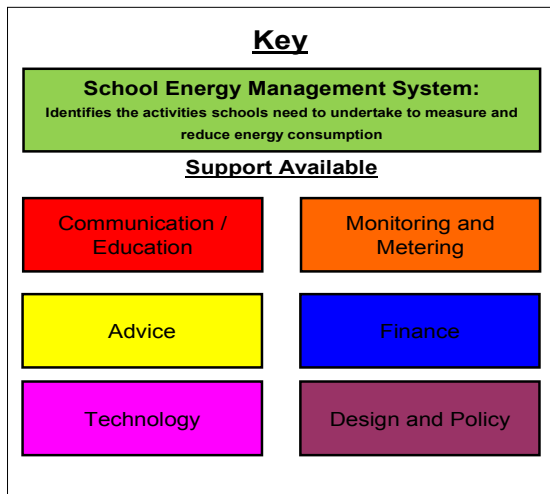 Key
School Energy Management System:
Identifies the activities schools need to undertake to measure and
reduce energy consumption
Support Available
Communication /
Education
Monitoring and
Metering
Advice
Finance
Technology
Design and Policy